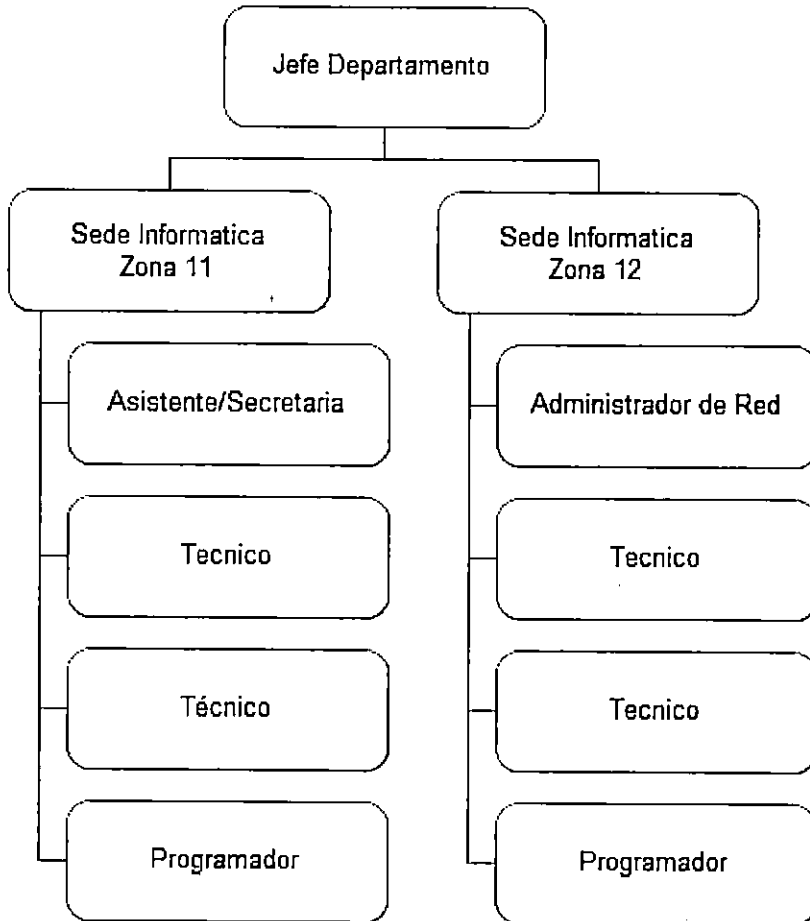 Jefe Departamento
Sede Informatica
Zona 11
Asistente/Secretaria
Tecnico
Técnico
Programador
Sede Informatica
Zona 12
Administrador de Red
Tecnico
Tecnico
Programador